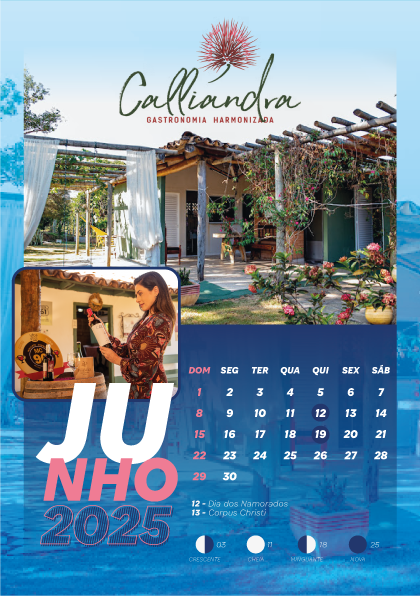 Calliandra
GASTRONOMIA HARMONIZADA
DOM SEG TER QUA QUI SEX SÁB
1 2 3 4 5 6 7
8 9 10 11 12 13 14
15 16 17 18 19 20 21
22 23 24 25 26 27 28
29 30
JU
NHO
2025
12 - Dia dos Namorados
13 - Corpus Christi
03 11 18 25
CRESCENTE CHEIA MINGUANTE NOVA